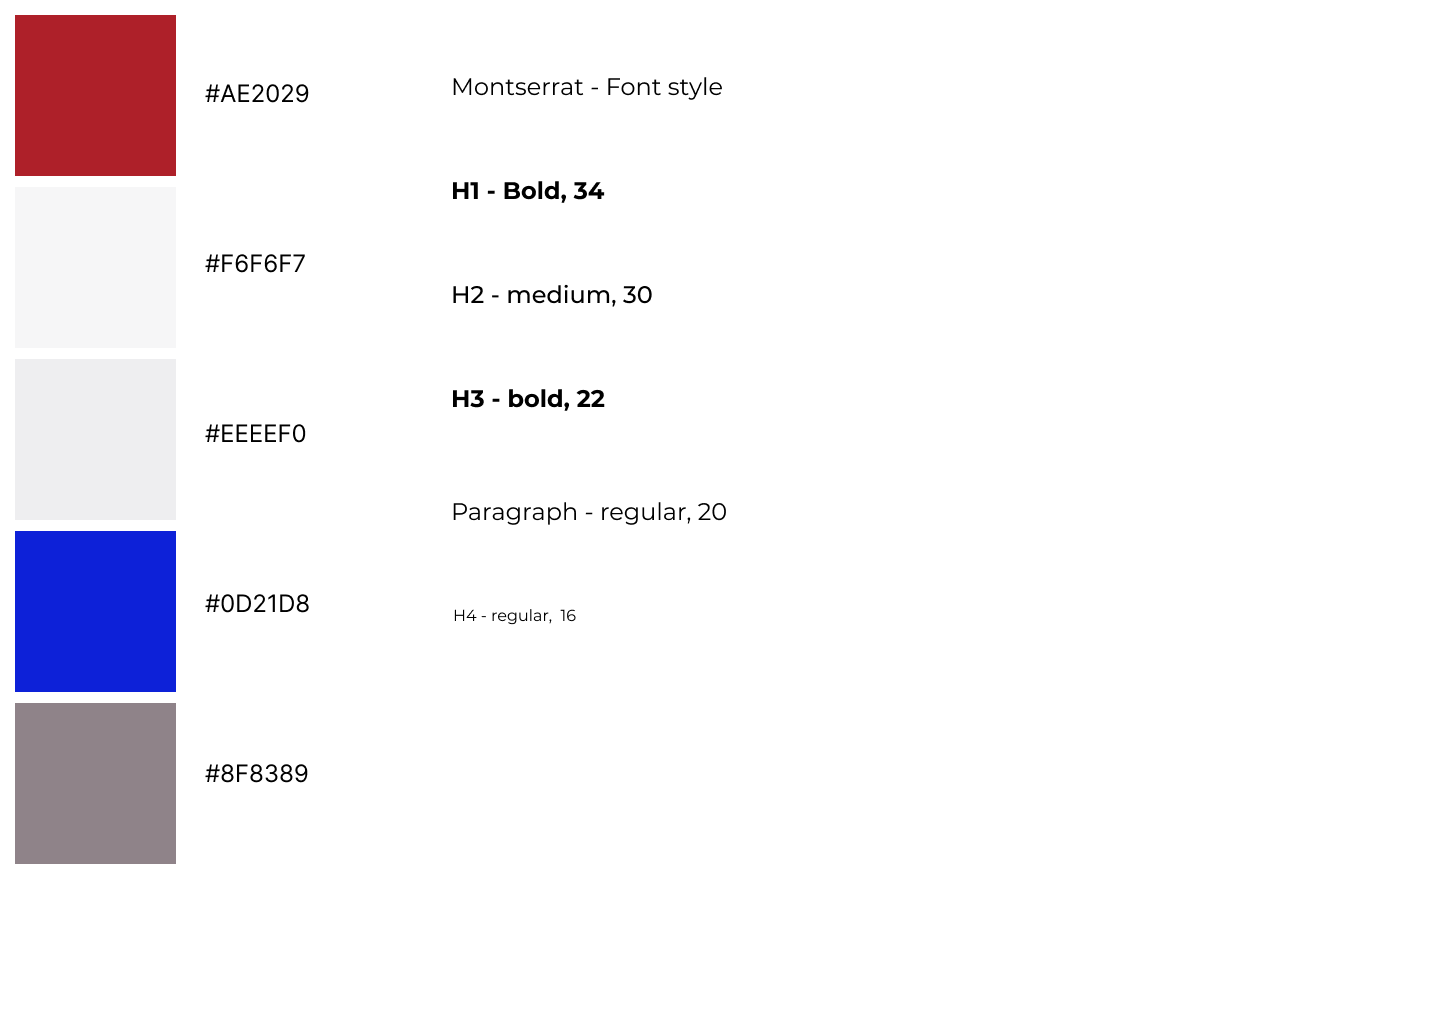 #AE2029
#F6F6F7
#EEEEF0
#0D21D8
#8F8389
Montserrat - Font style
H1 - Bold, 34
H2 - medium, 30
H3 - bold, 22
Paragraph - regular, 20
H4 - regular,  16